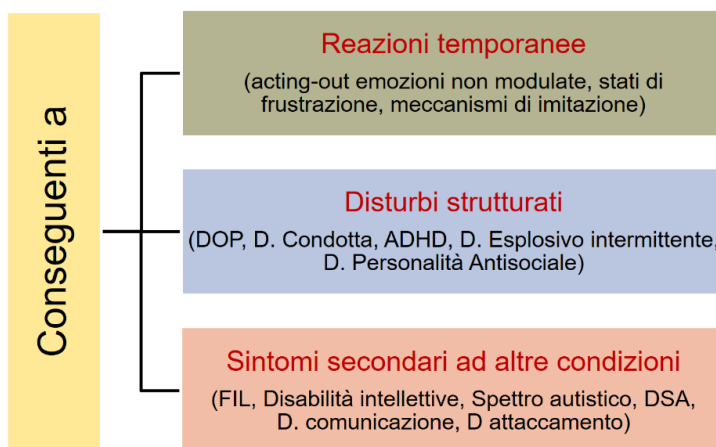 Conseguenti a
Reazioni temporanee
(acting-out emozioni non modulate, stati di
frustrazione, meccanismi di imitazione)
Disturbi strutturati
(DOP, D. Condotta, ADHD, D. Esplosivo intermittente,
D. Personalità Antisociale)
Sintomi secondari ad altre condizioni
(FIL, Disabilità intellettive, Spettro autistico, DSA,
D. comunicazione, D attaccamento)